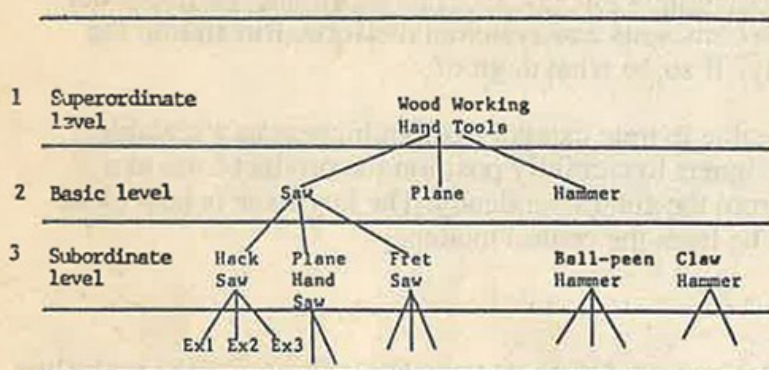 1 Superordinate level
Wood Working
Hand Tools
2 Basic level
Saw Plane Hammer
3 Subordinate level
Hack Saw
Plane Hand Saw
Fret Saw
Ball-peen Hammer
Claw Hammer
Ex1 Ex2 Ex3